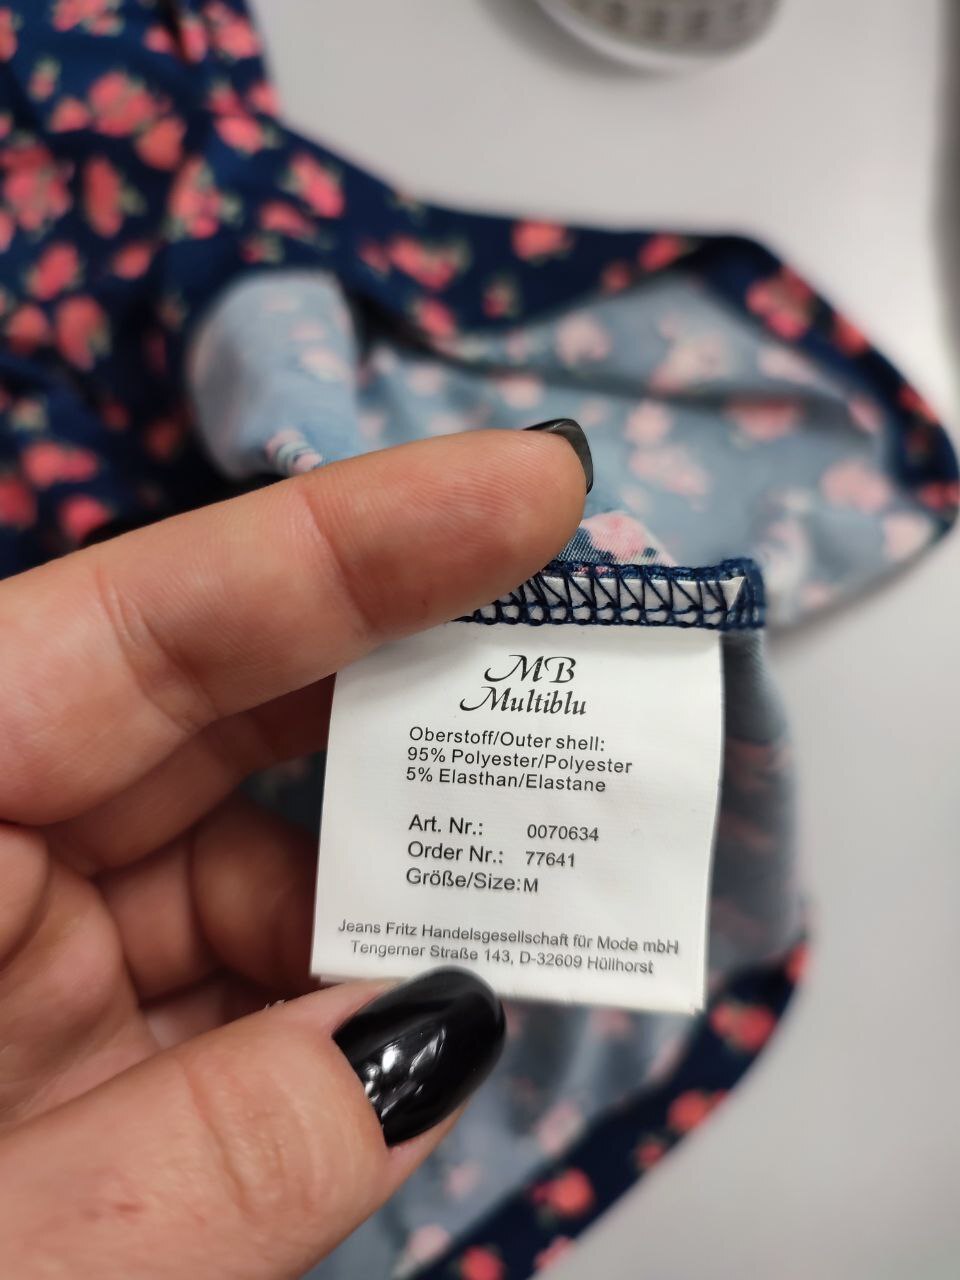 MB
Multiblu
Oberstoff/Outer shell:
95% Polyester/Polyester
5% Elasthan/Elastane
Art. Nr.: 0070634
Order Nr.: 77641
Größe/Size: M
Jeans Fritz Handelsgesellschaft für Mode mbH
Tengerner Straße 143, D-32609 Hüllhorst